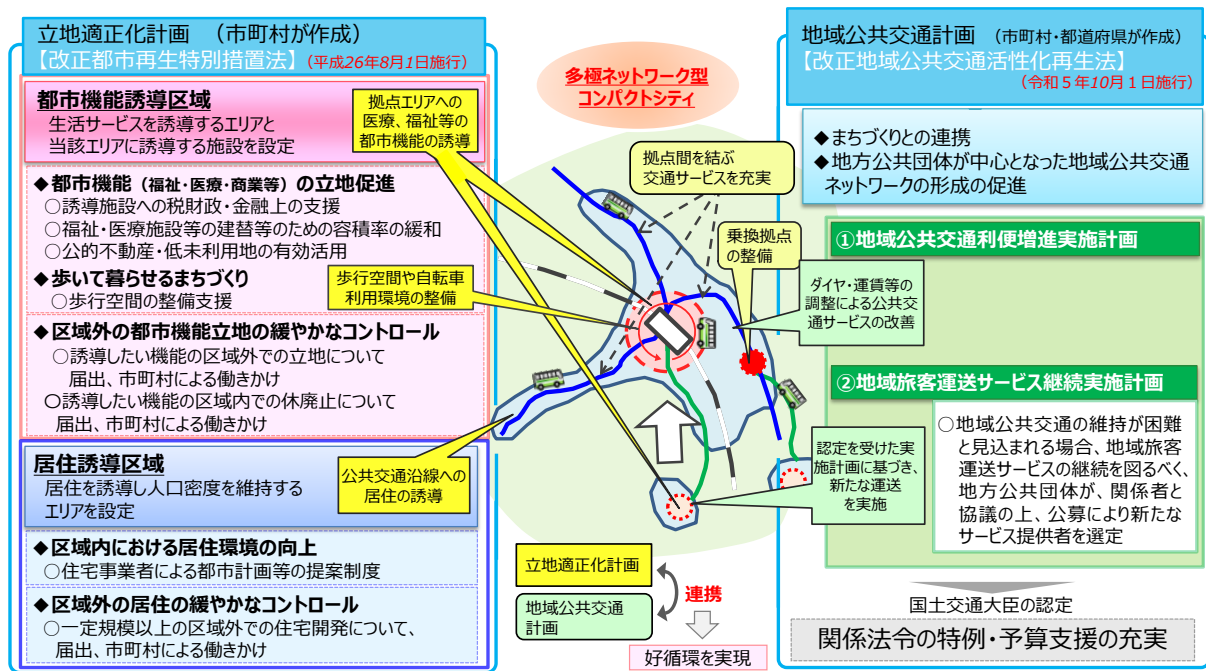 立地適正化計画　（市町村が作成）
【改正都市再生特別措置法】（平成26年8月1日施行）
都市機能誘導区域
生活サービスを誘導するエリアと
当該エリアに誘導する施設を設定
◆都市機能（福祉・医療・商業等）の立地促進
○誘導施設への税財政・金融上の支援
○福祉・医療施設等の建替等のための容積率の緩和
○公的不動産・低未利用地の有効活用
◆歩いて暮らせるまちづくり
○歩行空間の整備支援
◆区域外の都市機能立地の緩やかなコントロール
○誘導したい機能の区域外での立地について
届出、市町村による働きかけ
○誘導したい機能の区域内での休廃止について
届出、市町村による働きかけ
居住誘導区域
居住を誘導し人口密度を維持する
エリアを設定
◆区域内における居住環境の向上
○住宅事業者による都市計画等の提案制度
◆区域外の居住の緩やかなコントロール
○一定規模以上の区域外での住宅開発について、
届出、市町村による働きかけ
多極ネットワーク型
コンパクトシティ
拠点エリアへの
医療、福祉等の
都市機能の誘導
拠点間を結ぶ
交通サービスを充実
乗換拠点
の整備
歩行空間や自転車
利用環境の整備
ダイヤ・運賃等の
調整による公共交
通サービスの改善
公共交通沿線への
居住の誘導
認定を受けた実
施計画に基づき、
新たな運送
を実施
立地適正化計画
連携
地域公共交通
計画
好循環を実現
地域公共交通計画　（市町村・都道府県が作成）
【改正地域公共交通活性化再生法】
（令和５年10月１日施行）
◆まちづくりとの連携
◆地方公共団体が中心となった地域公共交通
ネットワークの形成の促進
①地域公共交通利便増進実施計画
②地域旅客運送サービス継続実施計画
○地域公共交通の維持が困難
と見込まれる場合、地域旅客
運送サービスの継続を図るべく、
地方公共団体が、関係者と
協議の上、公募により新たな
サービス提供者を選定
国土交通大臣の認定
関係法令の特例・予算支援の充実